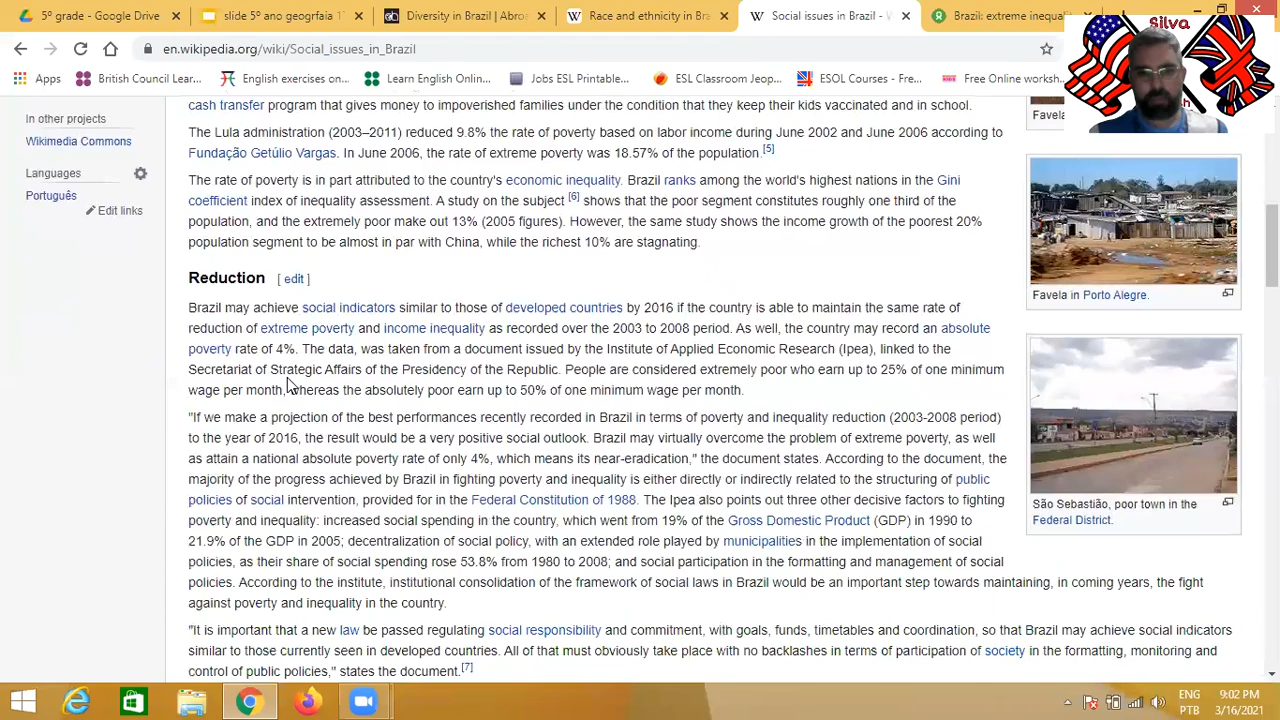 5º grade - Google Drive
slide 5º ano geogrfaia 1
Diversity in Brazil | Abro
Race and ethnicity in B
Social issues in Brazil -
Brazil: extreme inequali
en.wikipedia.org/wiki/Social_issues_in_Brazil
Silva
Apps
British Council Lear...
English exercises on...
Learn English Online...
Jobs ESL Printable...
ESL Classroom Jeop...
ESOL Courses - Fre...
Free Online worksh...
In other projects
Wikimedia Commons
Languages
Português
Edit links
cash transfer program that gives money to impoverished families under the condition that they keep their kids vaccinated and in school.
The Lula administration (2003–2011) reduced 9.8% the rate of poverty based on labor income during June 2002 and June 2006 according to
Fundação Getúlio Vargas. In June 2006, the rate of extreme poverty was 18.57% of the population.[5]
The rate of poverty is in part attributed to the country's economic inequality. Brazil ranks among the world's highest nations in the Gini
coefficient index of inequality assessment. A study on the subject [6] shows that the poor segment constitutes roughly one third of the
population, and the extremely poor make out 13% (2005 figures). However, the same study shows the income growth of the poorest 20%
population segment to be almost in par with China, while the richest 10% are stagnating.
Reduction [ edit ]
Brazil may achieve social indicators similar to those of developed countries by 2016 if the country is able to maintain the same rate of
reduction of extreme poverty and income inequality as recorded over the 2003 to 2008 period. As well, the country may record an absolute
poverty rate of 4%. The data, was taken from a document issued by the Institute of Applied Economic Research (Ipea), linked to the
Secretariat of Strategic Affairs of the Presidency of the Republic. People are considered extremely poor who earn up to 25% of one minimum
wage per month, whereas the absolutely poor earn up to 50% of one minimum wage per month.
"If we make a projection of the best performances recently recorded in Brazil in terms of poverty and inequality reduction (2003-2008 period)
to the year of 2016, the result would be a very positive social outlook. Brazil may virtually overcome the problem of extreme poverty, as well
as attain a national absolute poverty rate of only 4%, which means its near-eradication," the document states. According to the document, the
majority of the progress achieved by Brazil in fighting poverty and inequality is either directly or indirectly related to the structuring of public
policies of social intervention, provided for in the Federal Constitution of 1988. The Ipea also points out three other decisive factors to fighting
poverty and inequality: increased social spending in the country, which went from 19% of the Gross Domestic Product (GDP) in 1990 to
21.9% of the GDP in 2005; decentralization of social policy, with an extended role played by municipalities in the implementation of social
policies, as their share of social spending rose 53.8% from 1980 to 2008; and social participation in the formatting and management of social
policies. According to the institute, institutional consolidation of the framework of social laws in Brazil would be an important step towards maintaining, in coming years, the fight
against poverty and inequality in the country.
"It is important that a new law be passed regulating social responsibility and commitment, with goals, funds, timetables and coordination, so that Brazil may achieve social indicators
similar to those currently seen in developed countries. All of that must obviously take place with no backlashes in terms of participation of society in the formatting, monitoring and
control of public policies," states the document.[7]
Favela
Favela in Porto Alegre.
São Sebastião, poor town in the
Federal District.
ENG
PTB
9:02 PM
3/16/2021